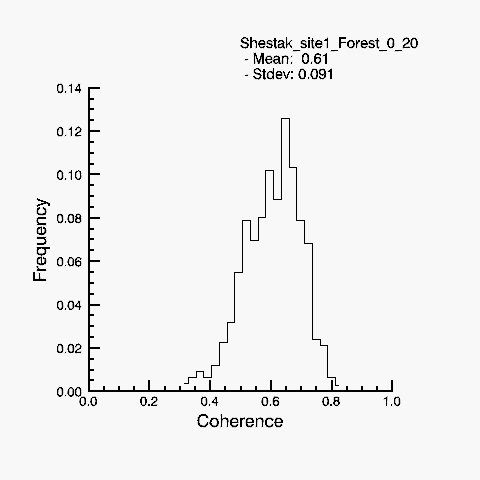 Shestak_site1_Forest_0_20
- Mean: 0.61
- Stdev: 0.091
0.14
0.12
0.10
0.08
0.06
0.04
0.02
0.00
Frequency
0.0 0.2 0.4 0.6 0.8 1.0
Coherence